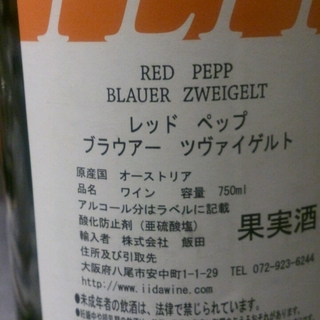 RED PEPP
BLAUER ZWEIGELT
レッド ペップ
ブラウアー ツヴァイゲルト
原産国 オーストリア
品名 ワイン 容量 750ml
アルコール分はラベルに記載
酸化防止剤（亜硫酸塩） 果実酒
輸入者 株式会社 飯田
住所及び引取先
大阪府八尾市安中町1-1-29 TEL 072-923-6244
http://www.iidawine.com
●未成年者の飲酒は、法律で禁じられています。